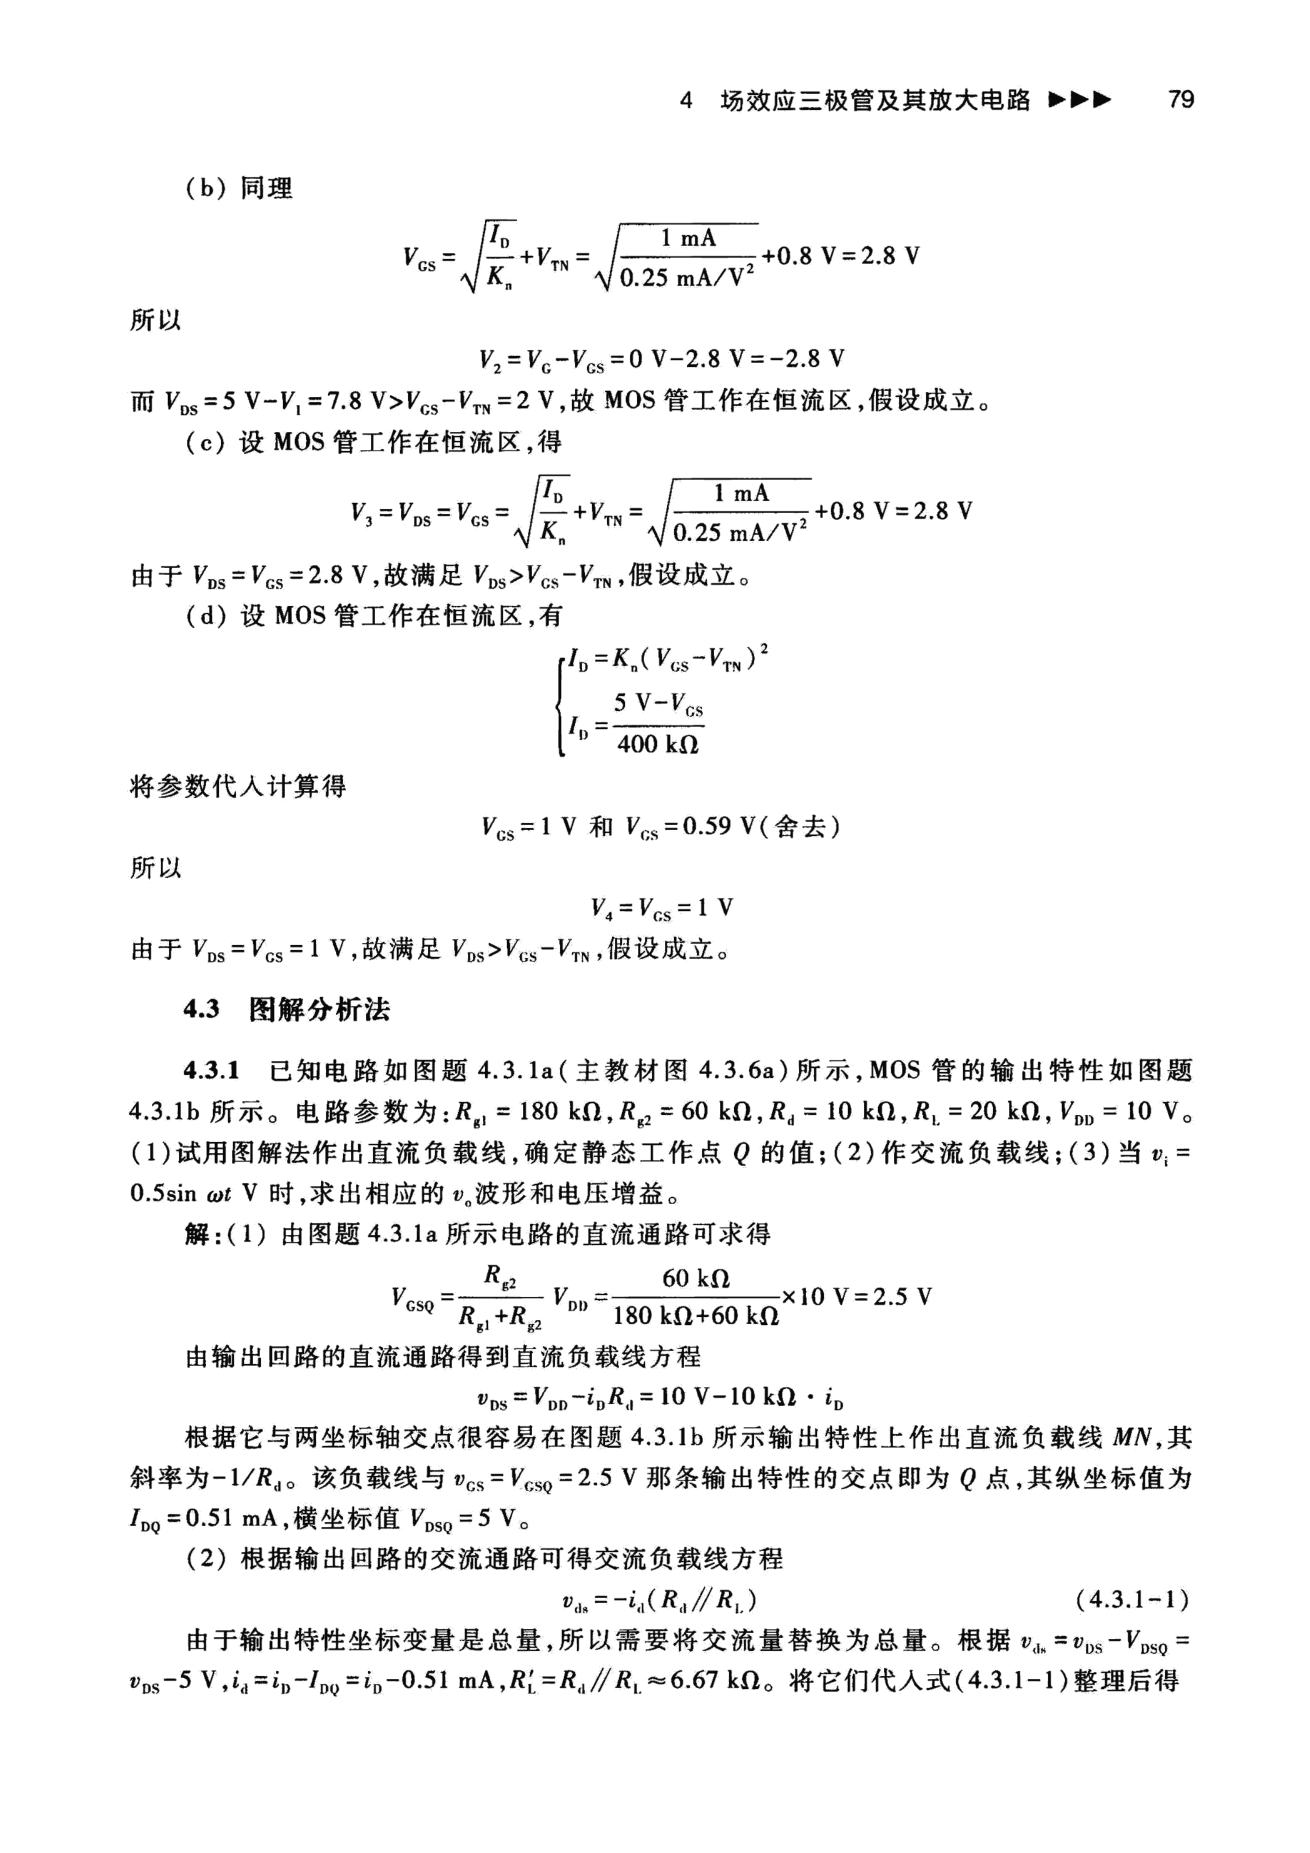 4 场效应三极管及其放大电路 ▶▶▶ 79
(b) 同理
V_GS = √(I_D/K_n) + V_TN = √(1 mA/0.25 mA/V²) + 0.8 V = 2.8 V
所以
V_2 = V_G - V_GS = 0 V - 2.8 V = -2.8 V
而 V_DS = 5 V - V_1 = 7.8 V > V_GS - V_TN = 2 V,故 MOS 管工作在恒流区,假设成立。
(c) 设 MOS 管工作在恒流区,得
V_3 = V_DS = V_GS = √(I_D/K_n) + V_TN = √(1 mA/0.25 mA/V²) + 0.8 V = 2.8 V
由于 V_DS = V_GS = 2.8 V,故满足 V_DS > V_GS - V_TN,假设成立。
(d) 设 MOS 管工作在恒流区,有
I_D = K_n(V_GS - V_TN)²
I_D = (5 V - V_GS)/400 kΩ
将参数代入计算得
V_GS = 1 V 和 V_GS = 0.59 V(舍去)
所以
V_4 = V_GS = 1 V
由于 V_DS = V_GS = 1 V,故满足 V_DS > V_GS - V_TN,假设成立。
4.3 图解分析法
4.3.1 已知电路如图题 4.3.1a(主教材图 4.3.6a)所示,MOS 管的输出特性如图题
4.3.1b 所示。电路参数为:R_g1 = 180 kΩ,R_g2 = 60 kΩ,R_d = 10 kΩ,R_L = 20 kΩ,V_DD = 10 V。
(1)试用图解法作出直流负载线,确定静态工作点 Q 的值;(2)作交流负载线;(3)当 v_i =
0.5sin ωt V 时,求出相应的 v_o波形和电压增益。
解:(1) 由图题 4.3.1a 所示电路的直流通路可求得
V_GSQ = R_g2/(R_g1 + R_g2) V_DD = 60 kΩ/(180 kΩ + 60 kΩ) × 10 V = 2.5 V
由输出回路的直流通路得到直流负载线方程
v_DS = V_DD - i_D R_d = 10 V - 10 kΩ · i_D
根据它与两坐标轴交点很容易在图题 4.3.1b 所示输出特性上作出直流负载线 MN,其
斜率为-1/R_d。该负载线与 v_GS = V_GSQ = 2.5 V 那条输出特性的交点即为 Q 点,其纵坐标值为
I_DQ = 0.51 mA,横坐标值 V_DSQ = 5 V。
(2) 根据输出回路的交流通路可得交流负载线方程
v_ds = -i_d(R_d // R_L) (4.3.1-1)
由于输出特性坐标变量是总量,所以需要将交流量替换为总量。根据 v_ds = v_DS - V_DSQ =
v_DS - 5 V,i_d = i_D - I_DQ = i_D - 0.51 mA,R'_L = R_d // R_L ≈ 6.67 kΩ。将它们代入式(4.3.1-1)整理后得